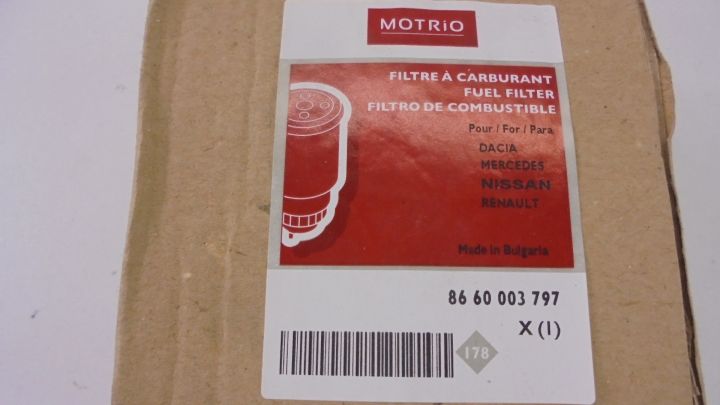 MOTRiO
FILTRE À CARBURANT
FUEL FILTER
FILTRO DE COMBUSTIBLE
Pour / For / Para
DACIA
MERCEDES
NISSAN
RENAULT
Made in Bulgaria
86 60 003 797
X (1)
178